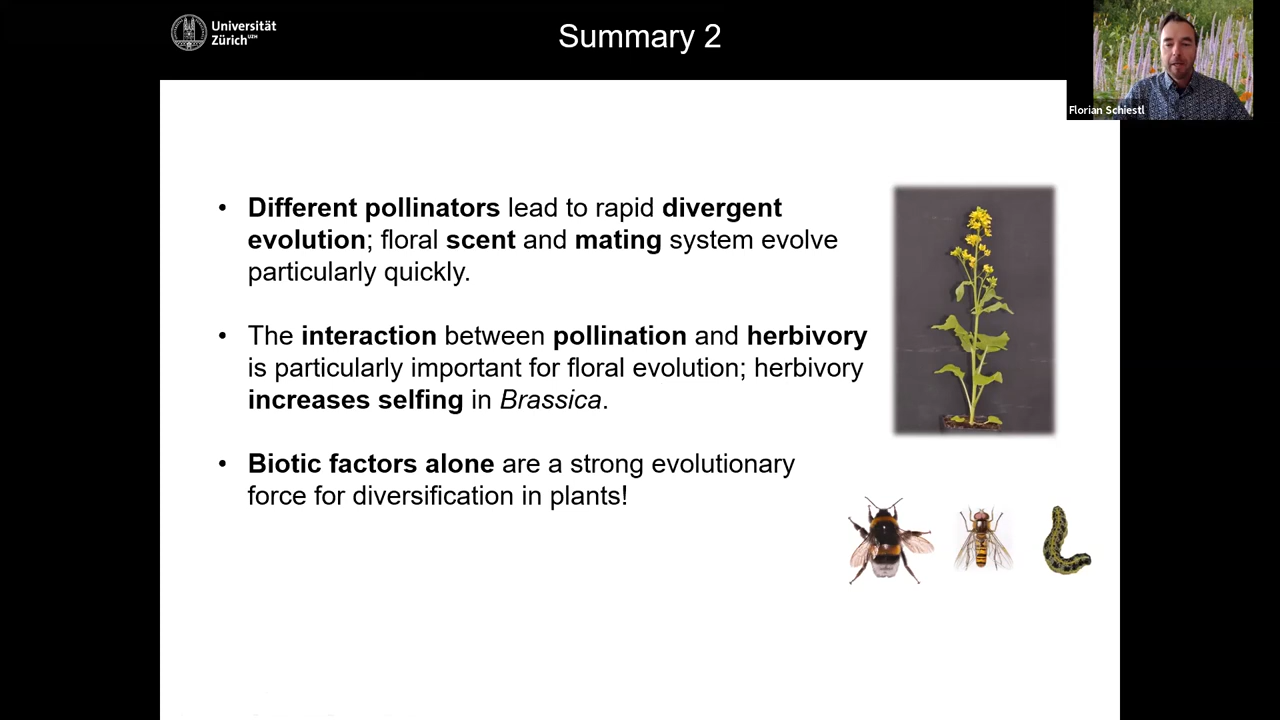 Universität
Zürich UZH
Summary 2
Florian Schiestl
• Different pollinators lead to rapid divergent
evolution; floral scent and mating system evolve
particularly quickly.
• The interaction between pollination and herbivory
is particularly important for floral evolution; herbivory
increases selfing in Brassica.
• Biotic factors alone are a strong evolutionary
force for diversification in plants!